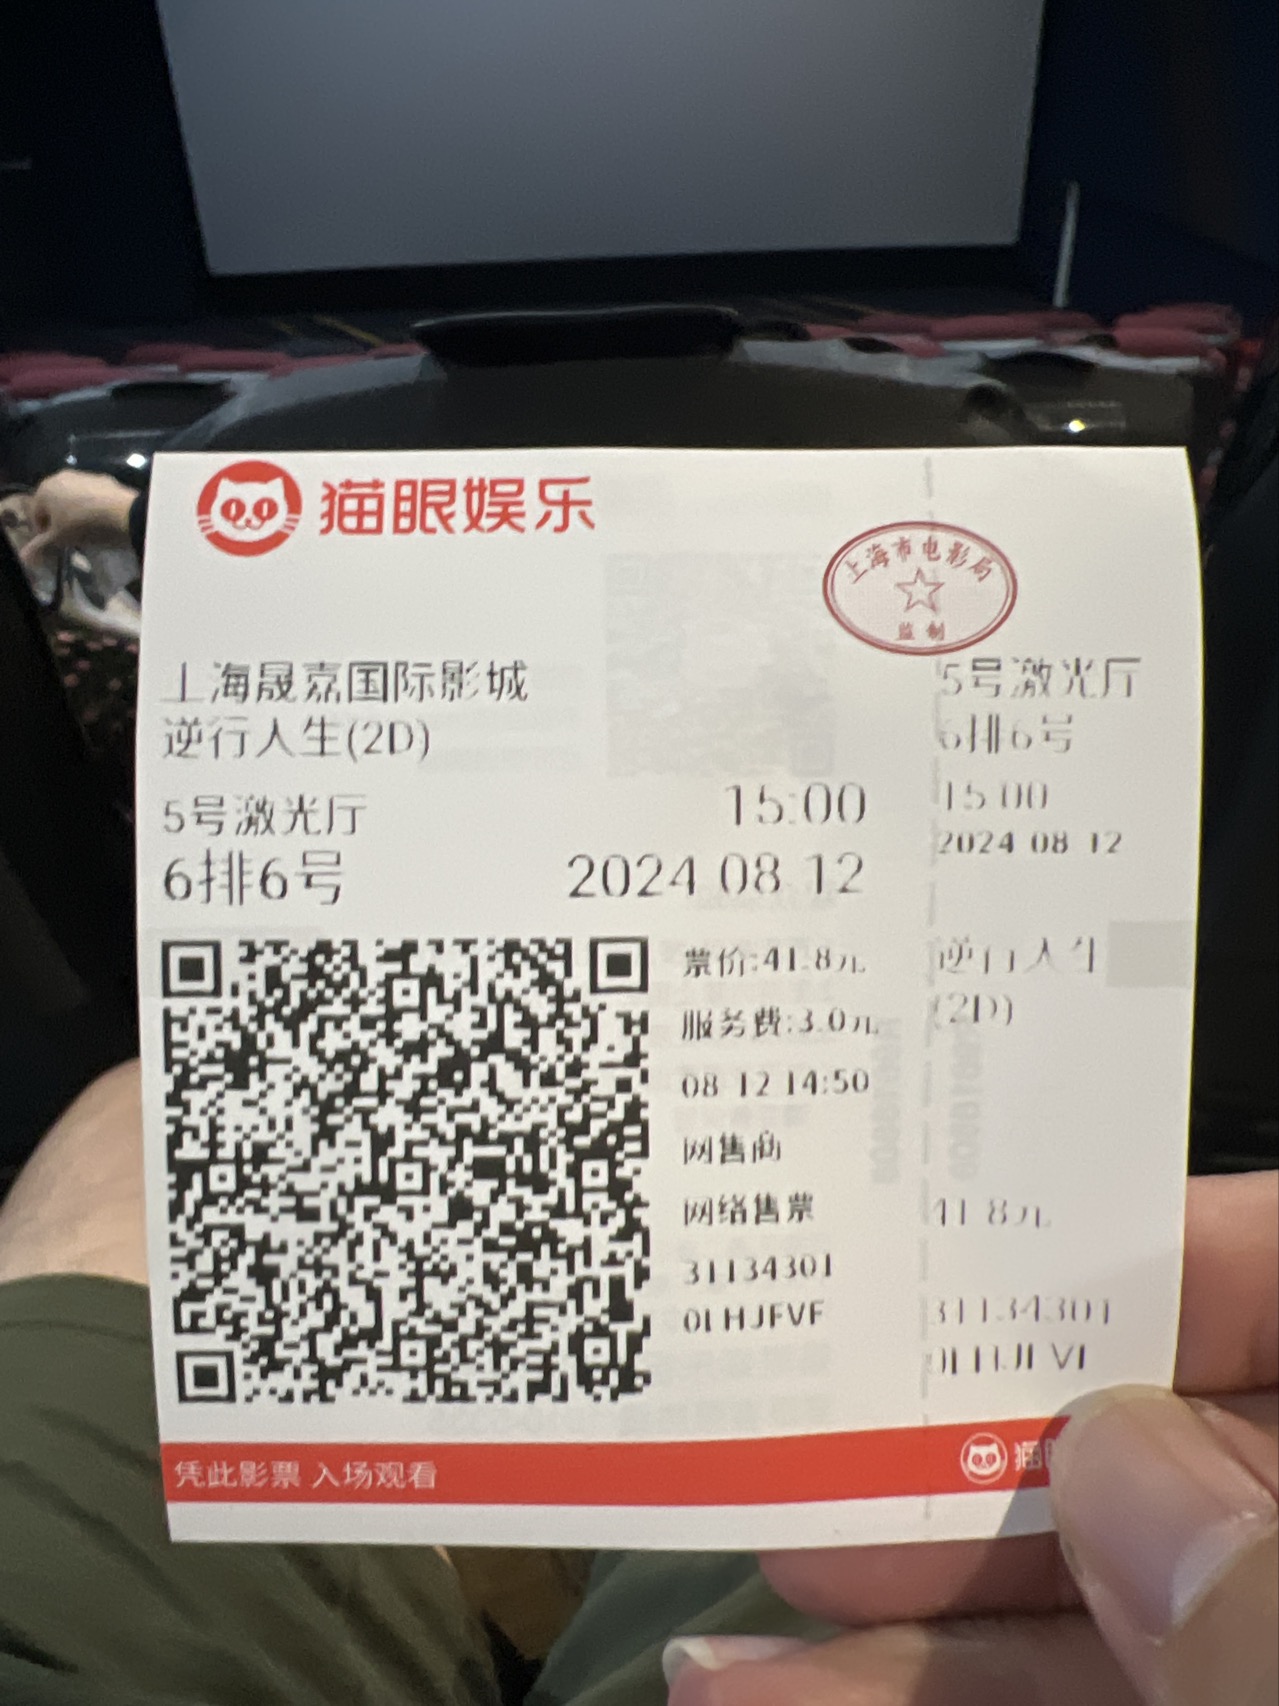 猫眼娱乐
上海市电影局
监制
上海晟嘉国际影城
逆行人生(2D)
5号激光厅
15:00
6排6号
2024 08 12
票价:41.8元
服务费:3.0元
08 12 14:50
网售商
网络售票
31134301
凭此影票 入场观看
5号激光厅
6排6号
15 00
2024 08 12
逆行人生
(2D)
41 8元
31134301
猫